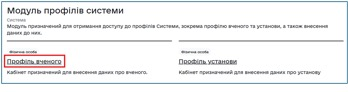 Модуль профілів системи
Система
Модуль призначений для отримання доступу до профілів Системи, зокрема профілю вченого та установи, а також внесення
даних до них.
Фізична особа
Профіль вченого
Кабінет призначений для внесення даних про вченого.
Фізична особа
Профіль установи
Кабінет призначений для внесення даних про установу